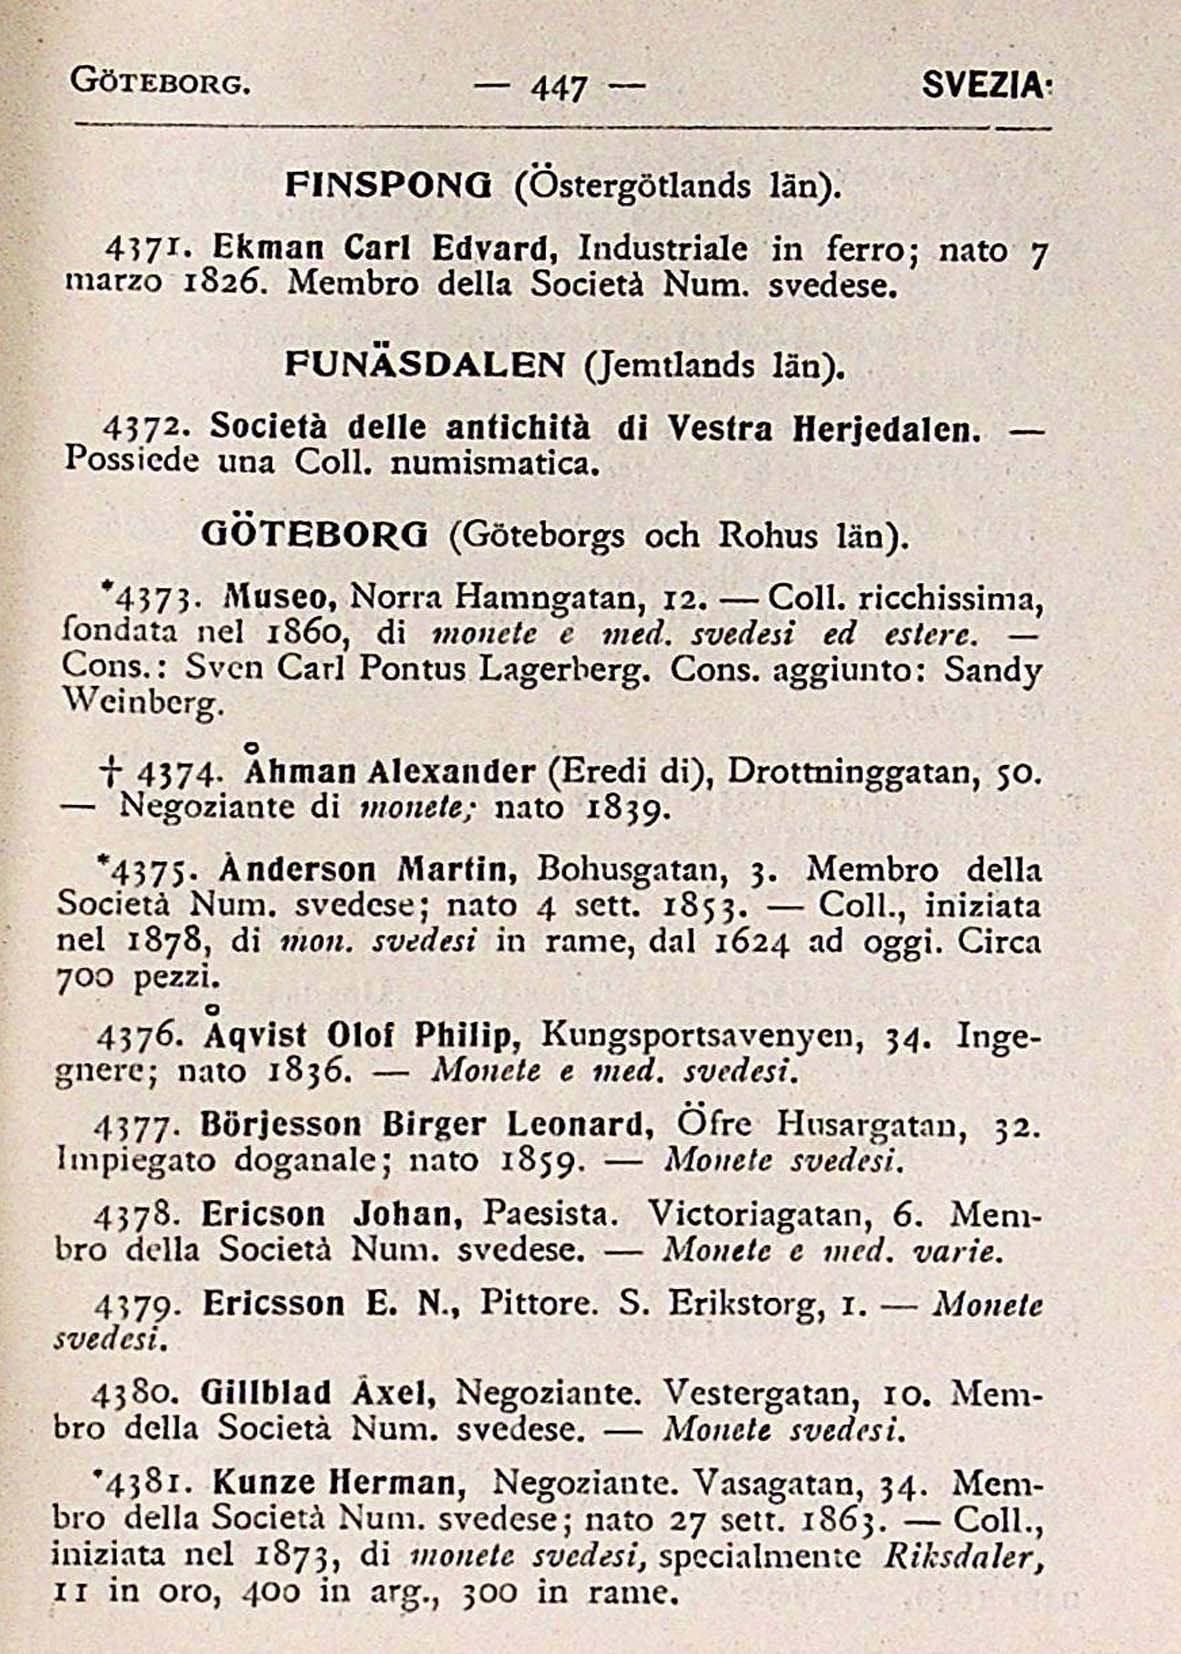 GÖTEBORG. — 447 — SVEZIA:
FINSPONG (Östergötlands län).
4371. Ekman Carl Edvard, Industriale in ferro; nato 7
marzo 1826. Membro della Società Num. svedese.
FUNÄSDALEN (Jemtlands län).
4372. Società delle antichità di Vestra Herjedalen. —
Possiede una Coll. numismatica.
GÖTEBORG (Göteborgs och Rohus län).
*4373. Museo, Norra Hamngatan, 12. — Coll. ricchissima,
fondata nel 1860, di monete e med. svedesi ed estere. —
Cons.: Sven Carl Pontus Lagerberg. Cons. aggiunto: Sandy
Weinberg.
† 4374. Åhman Alexander (Eredi di), Drottninggatan, 50.
— Negoziante di monete; nato 1839.
*4375. Ànderson Martin, Bohusgatan, 3. Membro della
Società Num. svedese; nato 4 sett. 1853. — Coll., iniziata
nel 1878, di mon. svedesi in rame, dal 1624 ad oggi. Circa
700 pezzi.
4376. Åqvist Olof Philip, Kungsportsavenyen, 34. Inge-
gnere; nato 1836. — Monete e med. svedesi.
4377. Börjesson Birger Leonard, Öfre Husargatan, 32.
Impiegato doganale; nato 1859. — Monete svedesi.
4378. Ericson Johan, Paesista. Victoriagatan, 6. Mem-
bro della Società Num. svedese. — Monete e med. varie.
4379. Ericsson E. N., Pittore. S. Erikstorg, 1. — Monete
svedesi.
4380. Gillblad Àxel, Negoziante. Vestergatan, 10. Mem-
bro della Società Num. svedese. — Monete svedesi.
*4381. Kunze Herman, Negoziante. Vasagatan, 34. Mem-
bro della Società Num. svedese; nato 27 sett. 1863. — Coll.,
iniziata nel 1873, di monete svedesi, specialmente Riksdaler,
11 in oro, 400 in arg., 300 in rame.